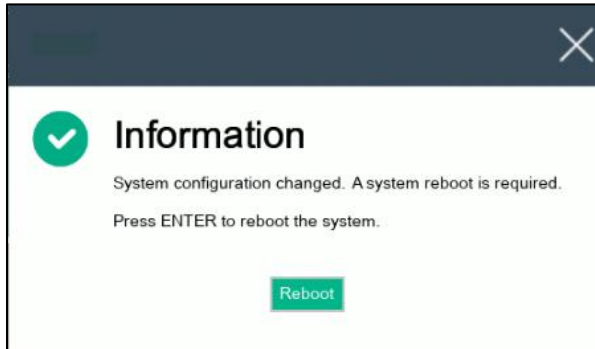 Information
System configuration changed. A system reboot is required.
Press ENTER to reboot the system.
Reboot